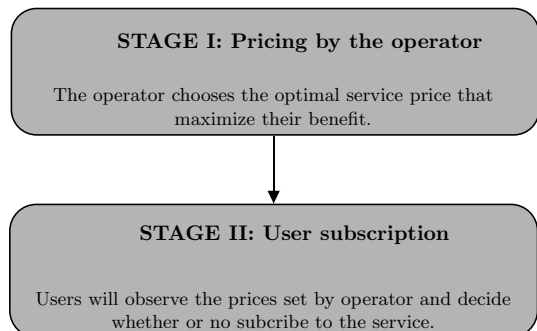 STAGE I: Pricing by the operator
The operator chooses the optimal service price that
maximize their benefit.
STAGE II: User subscription
Users will observe the prices set by operator and decide
whether or no subcribe to the service.